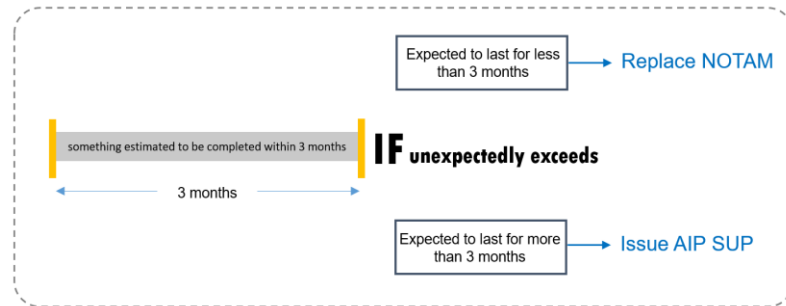 Expected to last for less
than 3 months
Replace NOTAM
something estimated to be completed within 3 months
IF unexpectedly exceeds
3 months
Expected to last for more
than 3 months
Issue AIP SUP